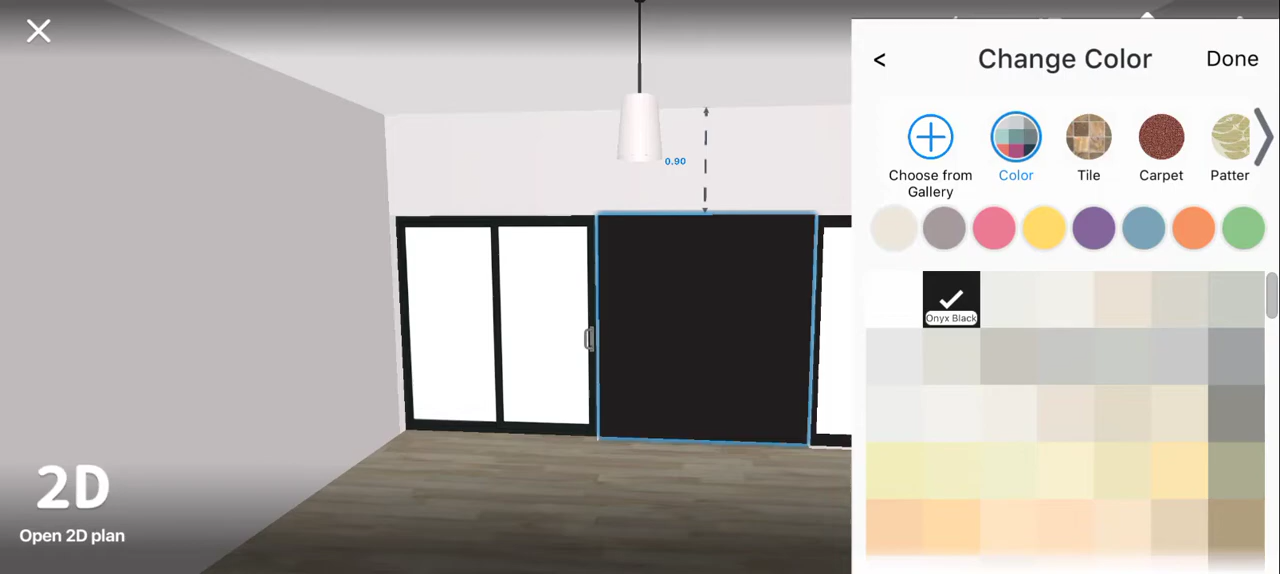 < Change Color Done
Choose from
Gallery
Color
Tile
Carpet
Patter
0.90
Onyx Black
2D
Open 2D plan